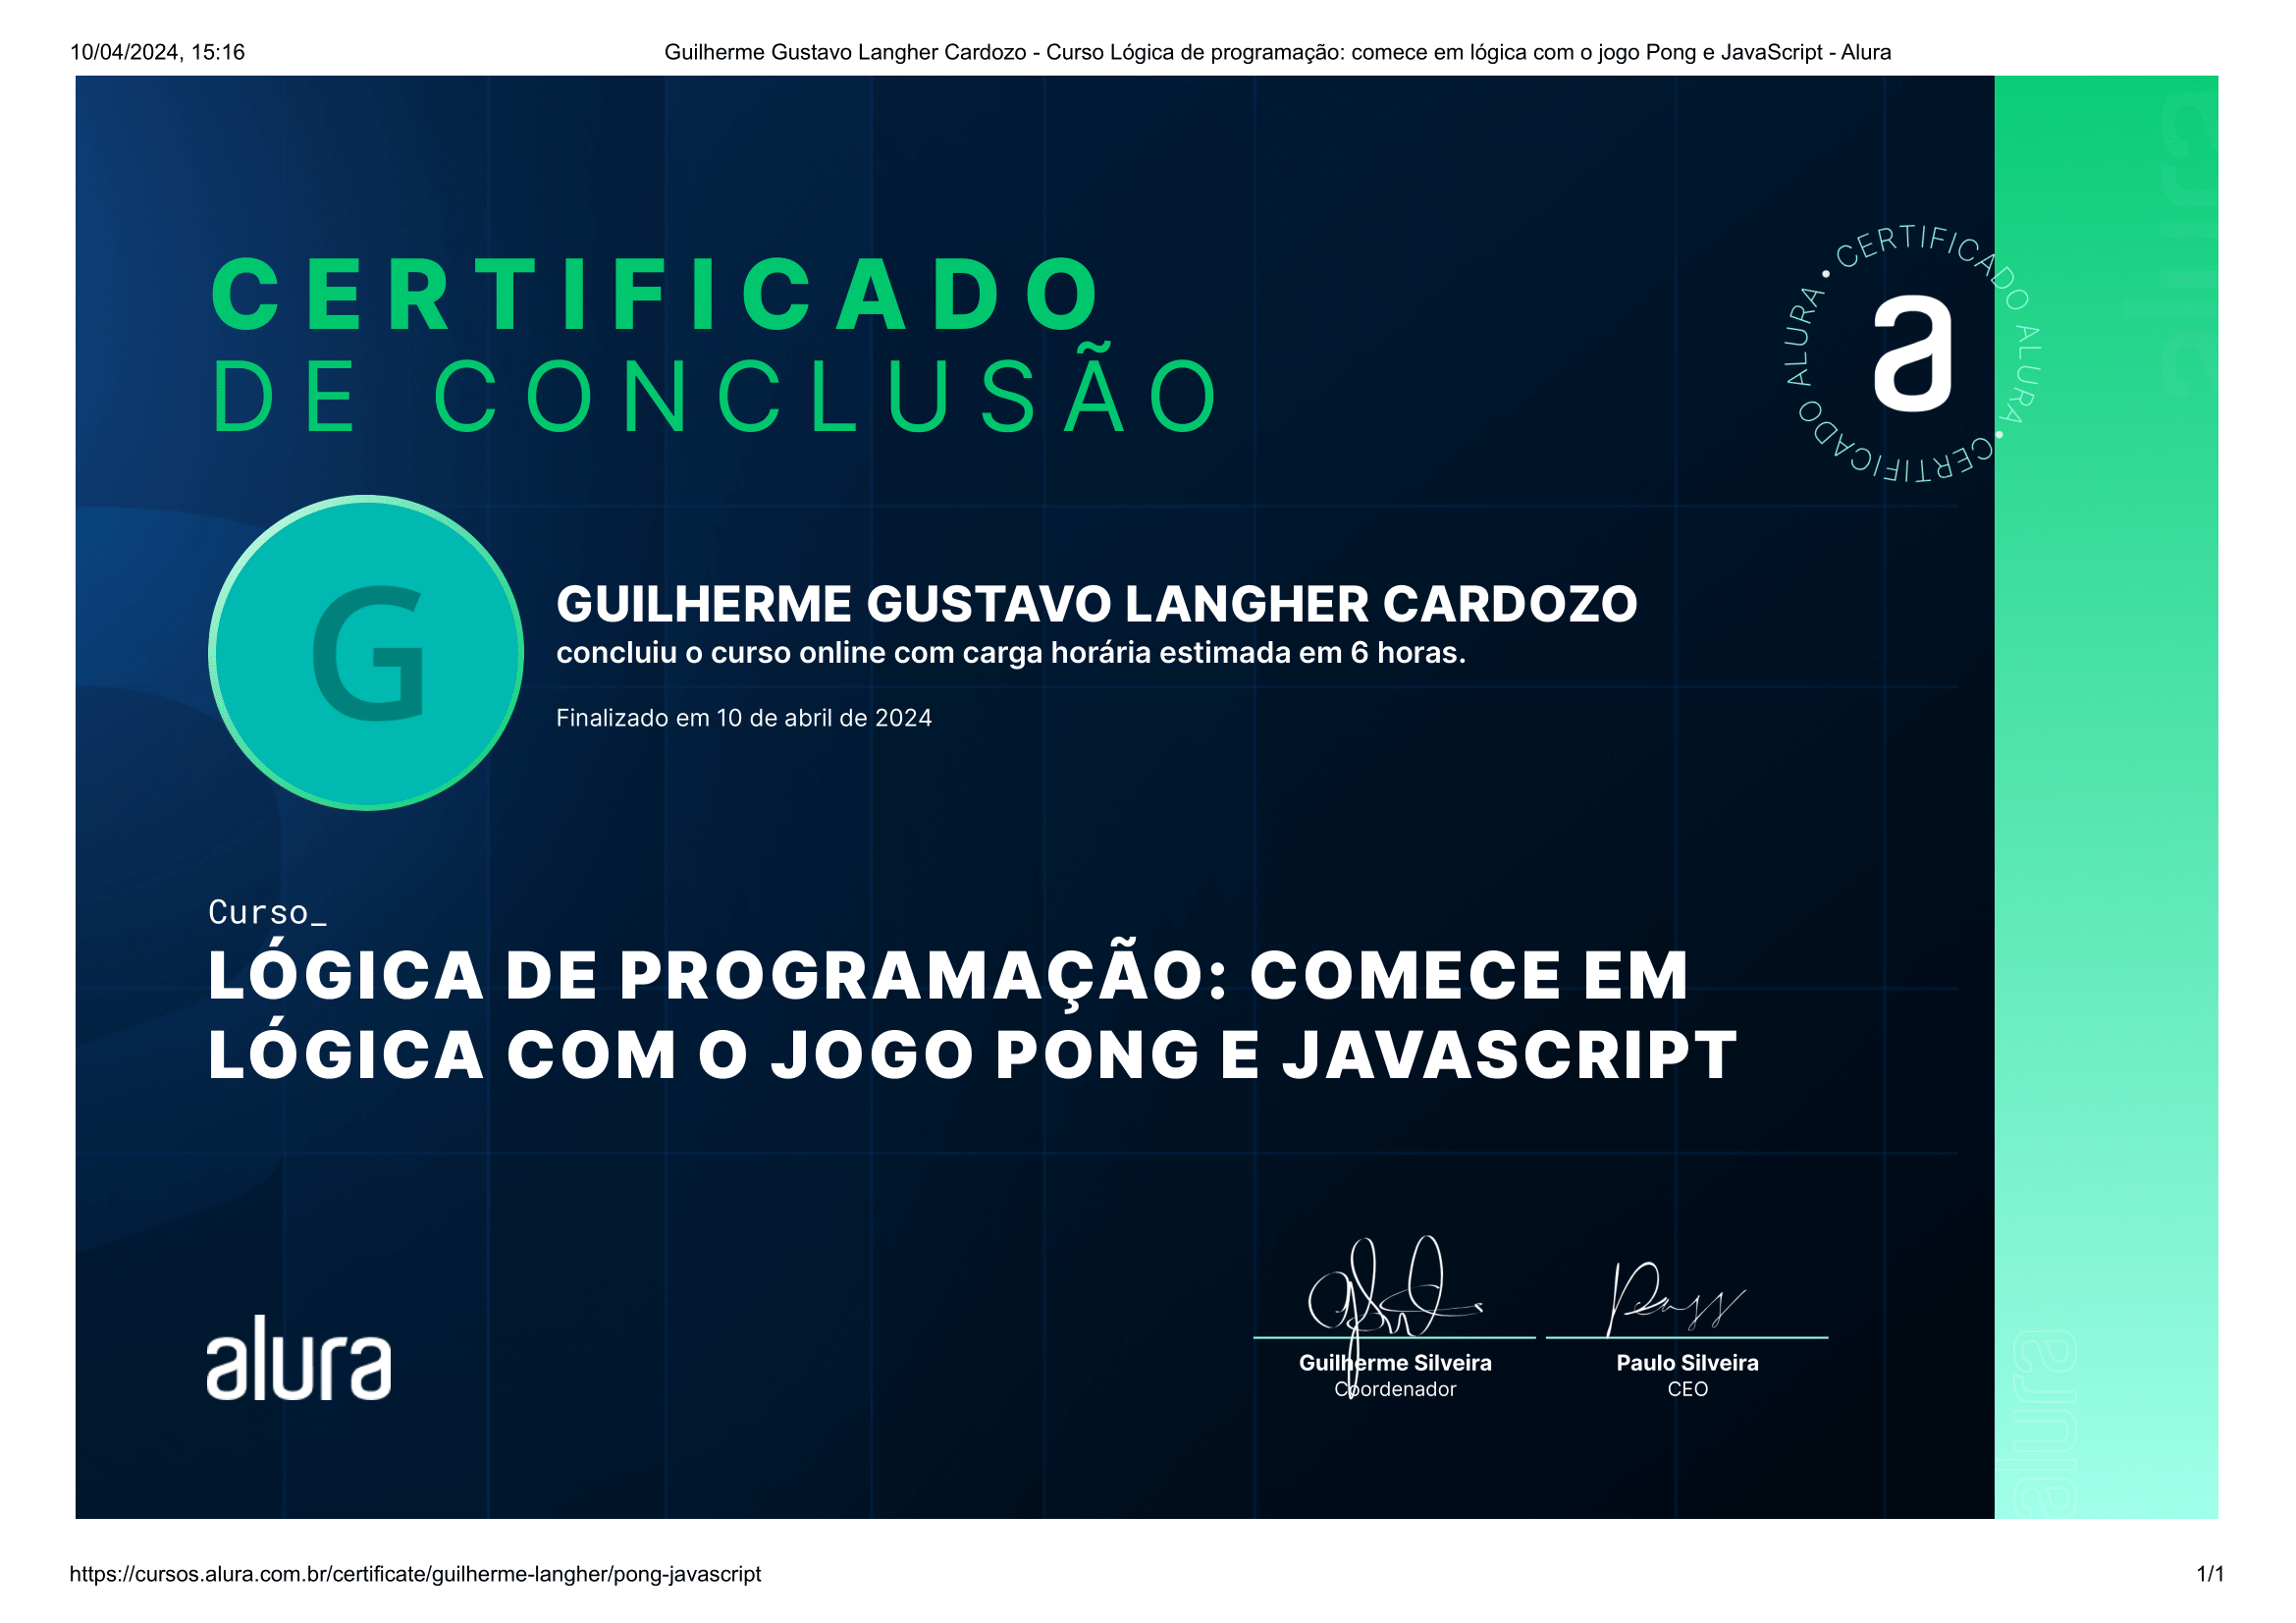 10/04/2024, 15:16
Guilherme Gustavo Langher Cardozo - Curso Lógica de programação: comece em lógica com o jogo Pong e JavaScript - Alura
CERTIFICADO
DE CONCLUSÃO
• CERTIFICADO ALURA • CERTIFICADO ALURA
a
alura
G
GUILHERME GUSTAVO LANGHER CARDOZO
concluiu o curso online com carga horária estimada em 6 horas.
Finalizado em 10 de abril de 2024
Curso_
LÓGICA DE PROGRAMAÇÃO: COMECE EM
LÓGICA COM O JOGO PONG E JAVASCRIPT
alura
Guilherme Silveira
Coordenador
Paulo Silveira
CEO
alura
https://cursos.alura.com.br/certificate/guilherme-langher/pong-javascript
1/1